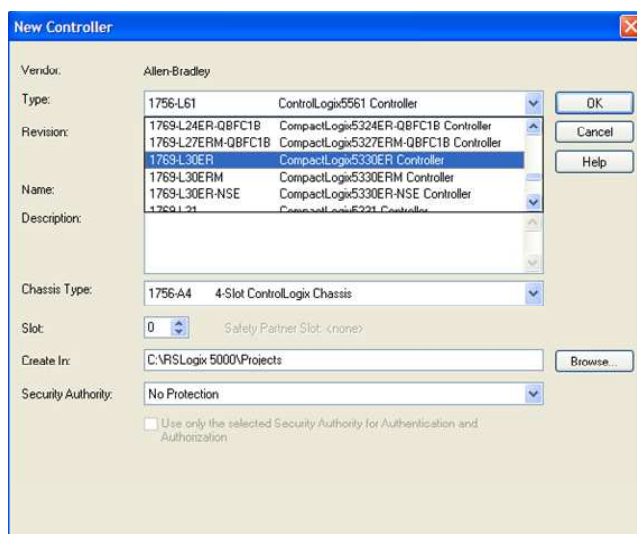 New Controller
Vendor: Allen-Bradley
Type: 1756-L61 ControlLogix5561 Controller OK
1769-L24ER-QBFC1B CompactLogix5324ER-QBFC1B Controller
Revision: 1769-L27ERM-QBFC1B CompactLogix5327ERM-QBFC1B Controller Cancel
1769-L30ER CompactLogix5330ER Controller Help
1769-L30ERM CompactLogix5330ERM Controller
Name: 1769-L30ER-NSE CompactLogix5330ER-NSE Controller
1769-L31 CompactLogix5331 Controller
Description:
Chassis Type: 1756-A4 4-Slot ControlLogix Chassis
Slot: 0 Safety Partner Slot: <none>
Create In: C:\RSLogix 5000\Projects Browse...
Security Authority: No Protection
Use only the selected Security Authority for Authentication and
Authorization